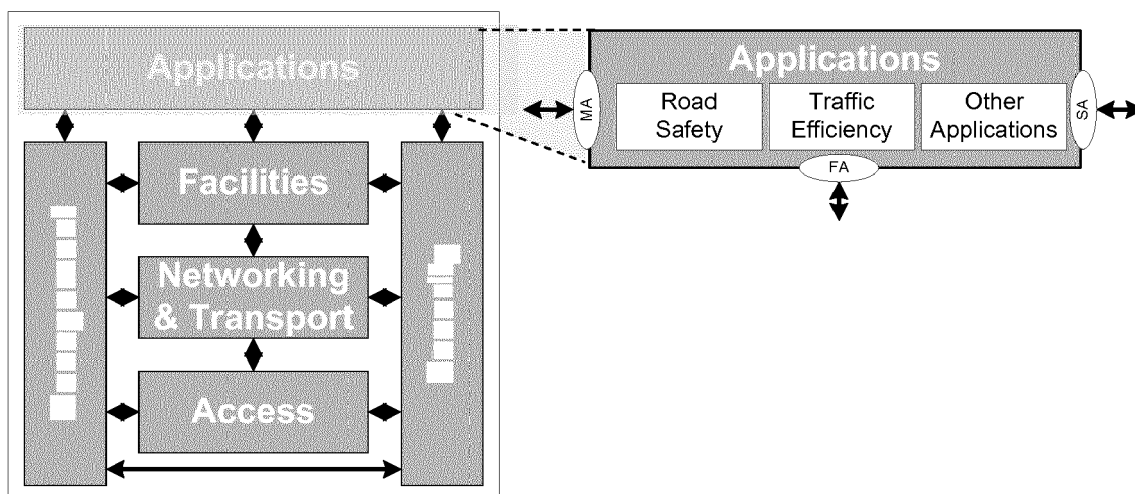 Applications
Facilities
Networking
& Transport
Access
Applications
MA
Road
Safety
Traffic
Efficiency
Other
Applications
SA
FA